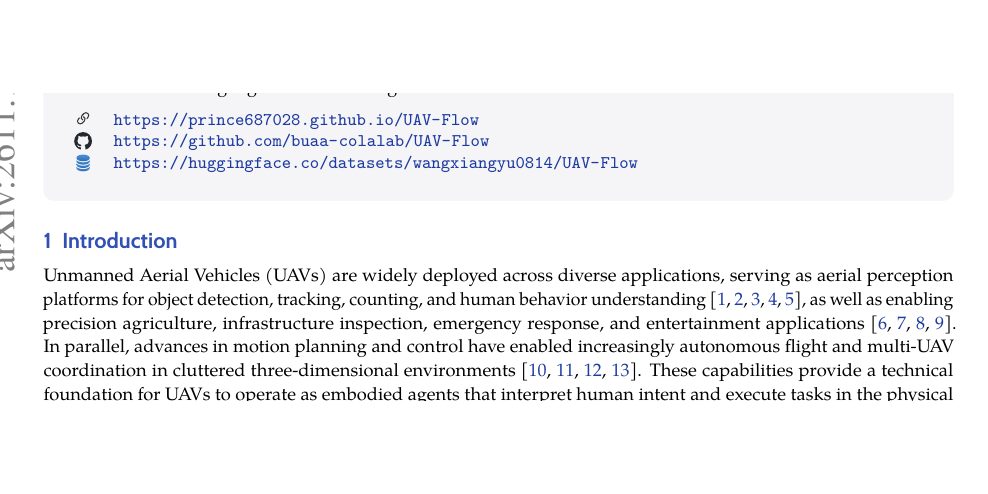 arXiv:2611.
https://prince687028.github.io/UAV-Flow
https://github.com/buaa-colalab/UAV-Flow
https://huggingface.co/datasets/wangxiangyu0814/UAV-Flow
1 Introduction
Unmanned Aerial Vehicles (UAVs) are widely deployed across diverse applications, serving as aerial perception
platforms for object detection, tracking, counting, and human behavior understanding [1, 2, 3, 4, 5], as well as enabling
precision agriculture, infrastructure inspection, emergency response, and entertainment applications [6, 7, 8, 9].
In parallel, advances in motion planning and control have enabled increasingly autonomous flight and multi-UAV
coordination in cluttered three-dimensional environments [10, 11, 12, 13]. These capabilities provide a technical
foundation for UAVs to operate as embodied agents that interpret human intent and execute tasks in the physical